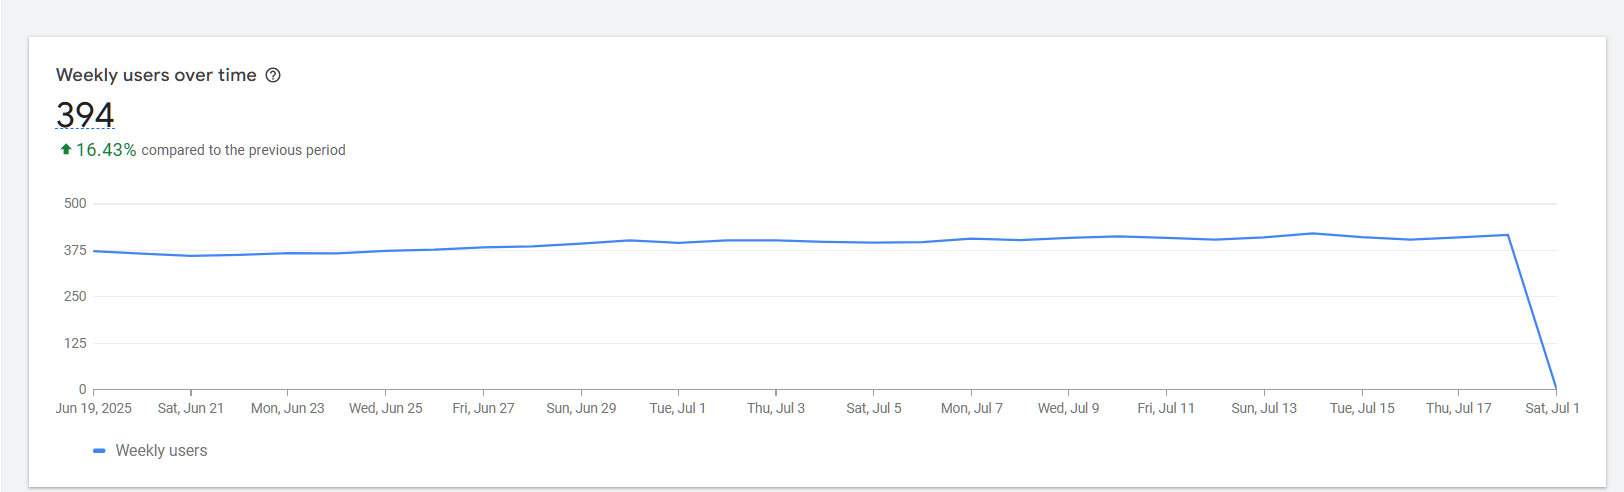 Weekly users over time
394
16.43% compared to the previous period
500
375
250
125
0
Jun 19, 2025 Sat, Jun 21 Mon, Jun 23 Wed, Jun 25 Fri, Jun 27 Sun, Jun 29 Tue, Jul 1 Thu, Jul 3 Sat, Jul 5 Mon, Jul 7 Wed, Jul 9 Fri, Jul 11 Sun, Jul 13 Tue, Jul 15 Thu, Jul 17 Sat, Jul 1
Weekly users